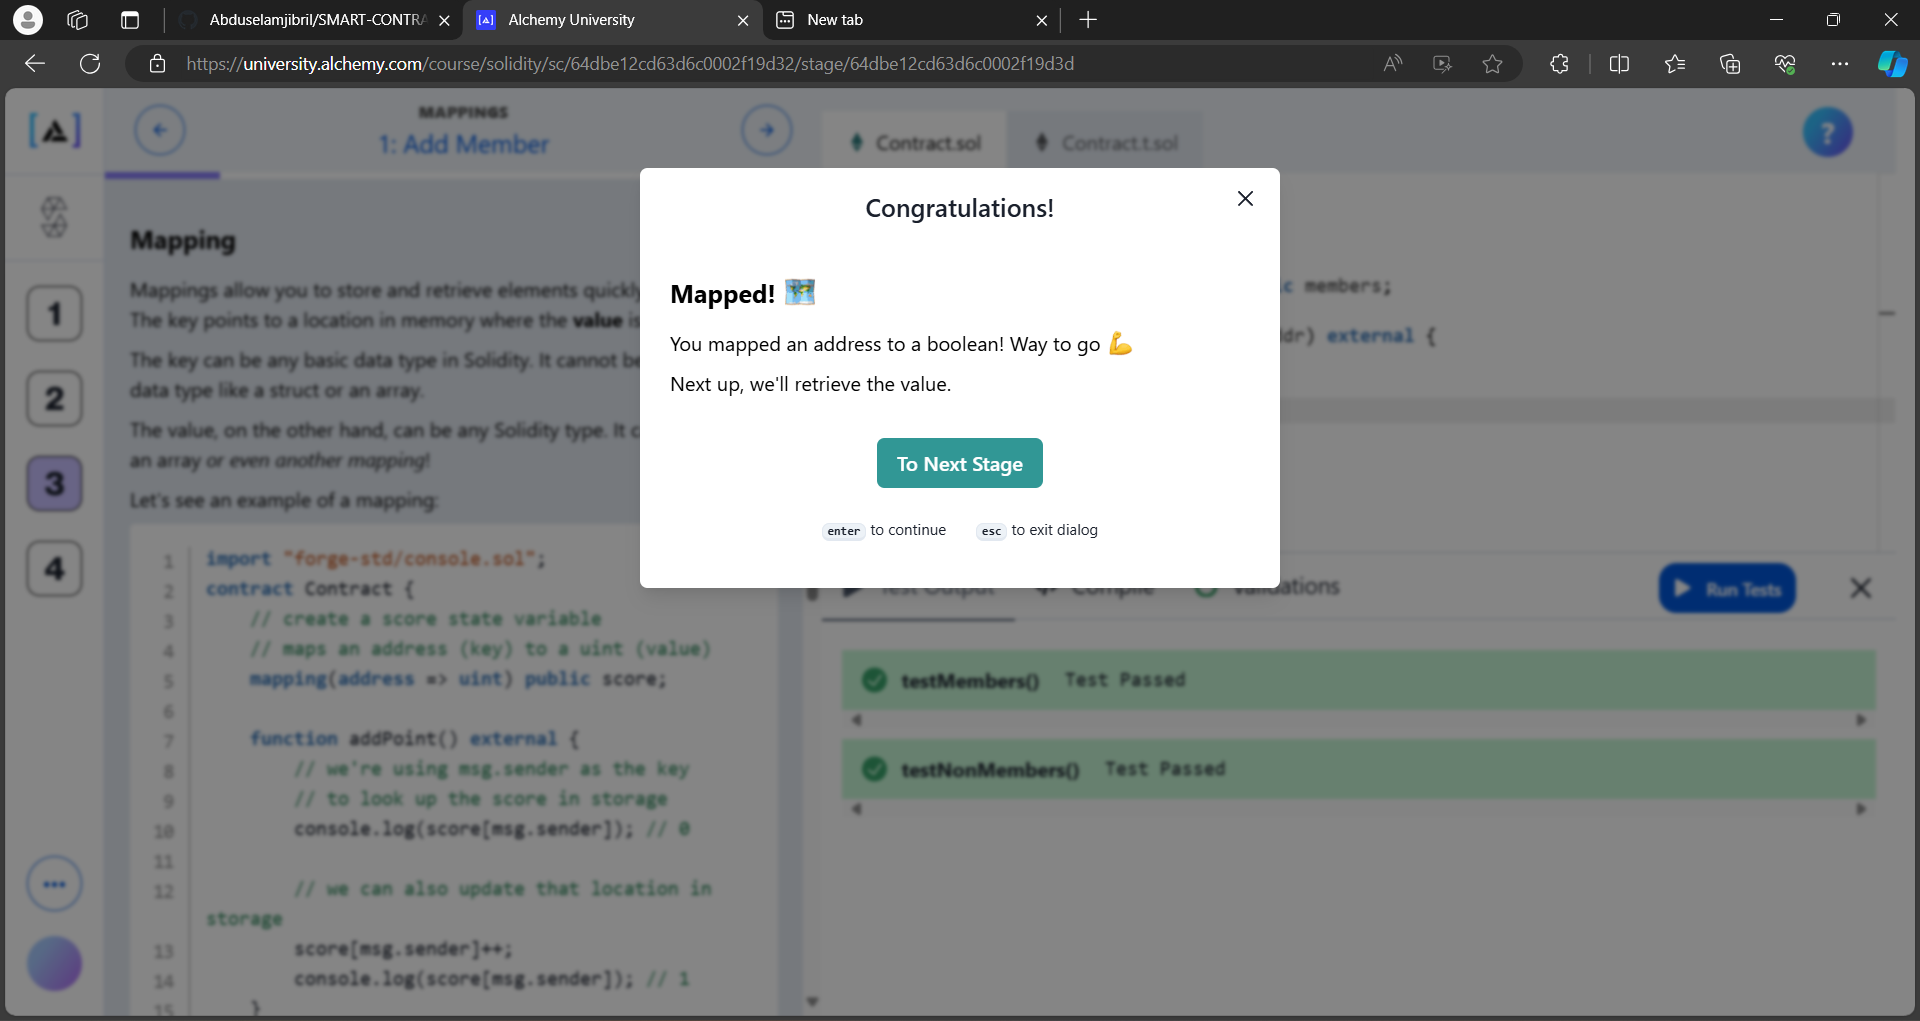 Abduselamjibril/SMART-CONTRA
Alchemy University
New tab
https://university.alchemy.com/course/solidity/sc/64dbe12cd63d6c0002f19d32/stage/64dbe12cd63d6c0002f19d3d
MAPPINGS
1: Add Member
Contract.sol
Contract.t.sol
?
1
2
3
4
Mapping
Mappings allow you to store and retrieve elements quickly
The key points to a location in memory where the value is
The key can be any basic data type in Solidity. It cannot be
data type like a struct or an array.
The value, on the other hand, can be any Solidity type. It c
an array or even another mapping!
Let's see an example of a mapping:
1 import "forge-std/console.sol";
2 contract Contract {
3 // create a score state variable
4 // maps an address (key) to a uint (value)
5 mapping(address => uint) public score;
6
7 function addPoint() external {
8 // we're using msg.sender as the key
9 // to look up the score in storage
10 console.log(score[msg.sender]); // 0
11
12 // we can also update that location in
storage
13 score[msg.sender]++;
14 console.log(score[msg.sender]); // 1
15 }
Congratulations!
Mapped! 🗺️
You mapped an address to a boolean! Way to go 💪
Next up, we'll retrieve the value.
To Next Stage
enter to continue esc to exit dialog
c members;
dr) external {
Test Output
Compile
Validations
Run Tests
testMembers() Test Passed
testNonMembers() Test Passed